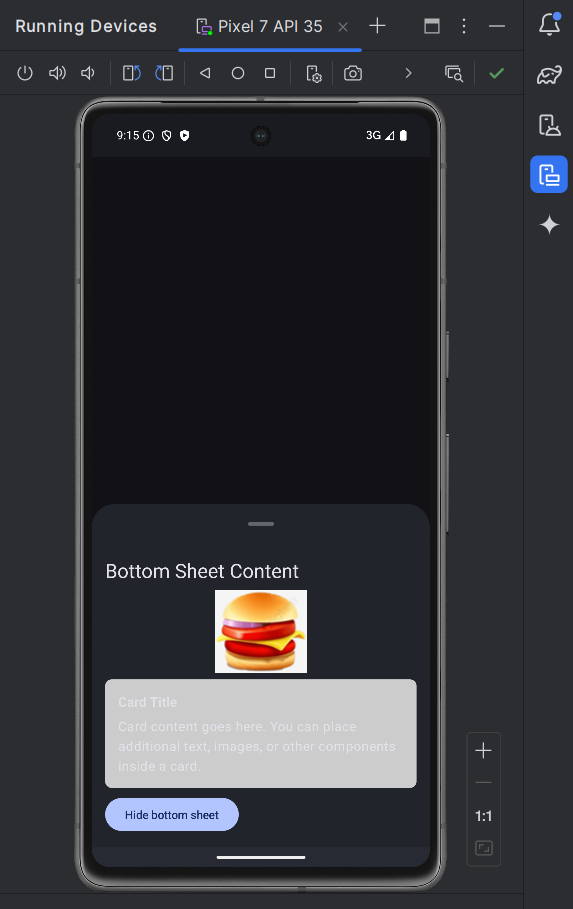 Running Devices
Pixel 7 API 35
9:15
3G
Bottom Sheet Content
Card Title
Card content goes here. You can place
additional text, images, or other components
inside a card.
Hide bottom sheet
1:1